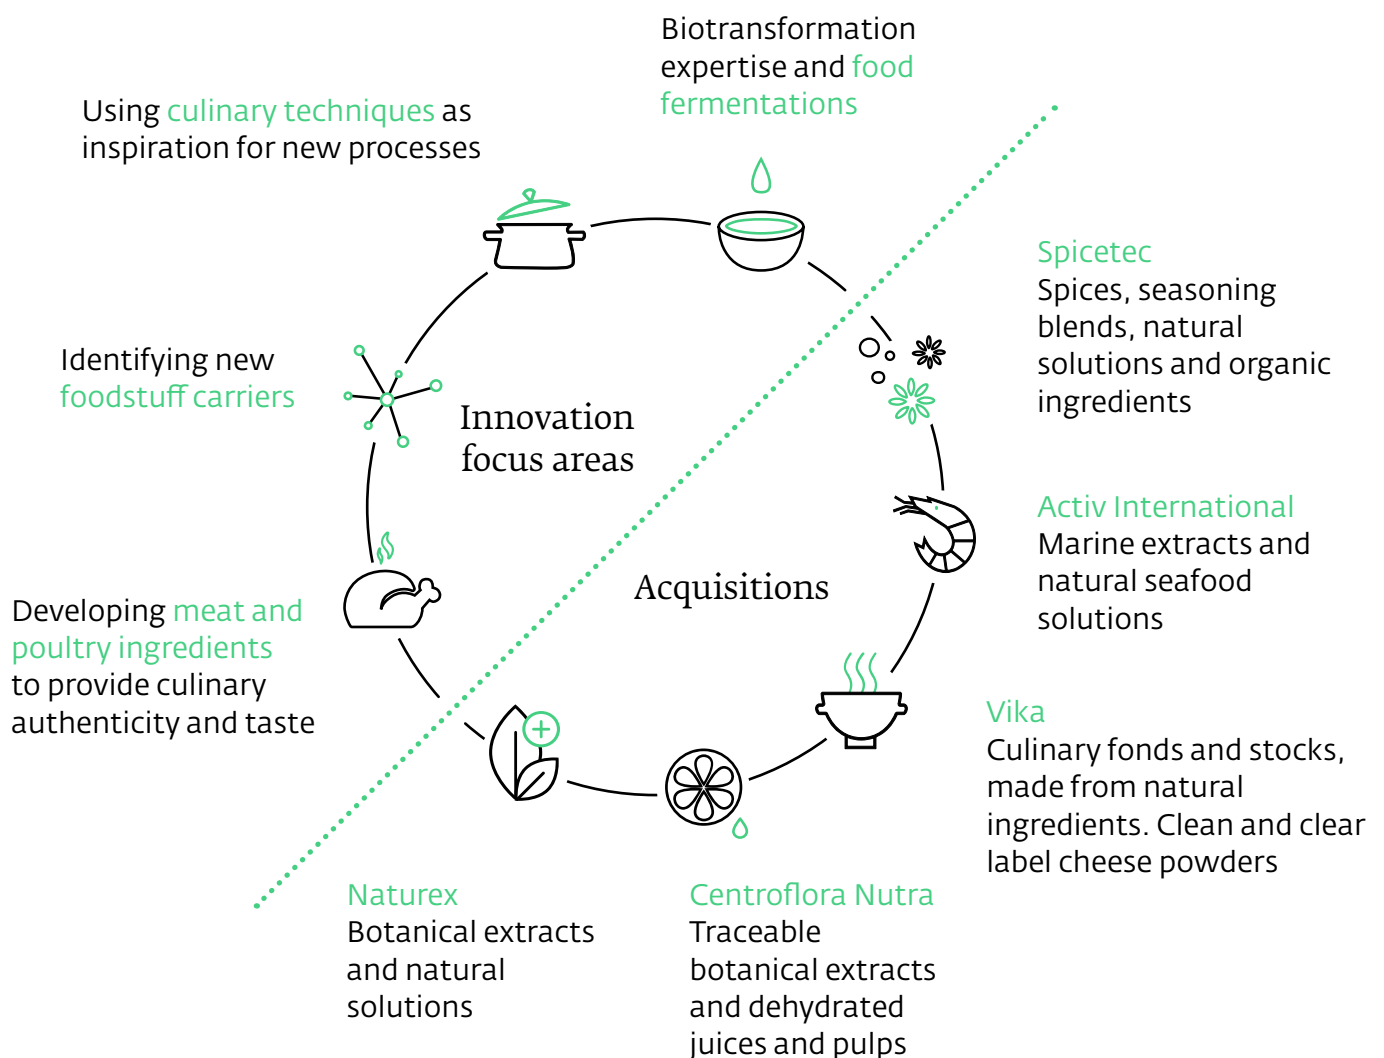 Biotransformation
expertise and food
fermentations
Using culinary techniques as
inspiration for new processes
Identifying new
foodstuff carriers
Developing meat and
poultry ingredients
to provide culinary
authenticity and taste
Innovation
focus areas
Acquisitions
Spicetec
Spices, seasoning
blends, natural
solutions and organic
ingredients
Activ International
Marine extracts and
natural seafood
solutions
Vika
Culinary fonds and stocks,
made from natural
ingredients. Clean and clear
label cheese powders
Centroflora Nutra
Traceable
botanical extracts
and dehydrated
juices and pulps
Naturex
Botanical extracts
and natural
solutions